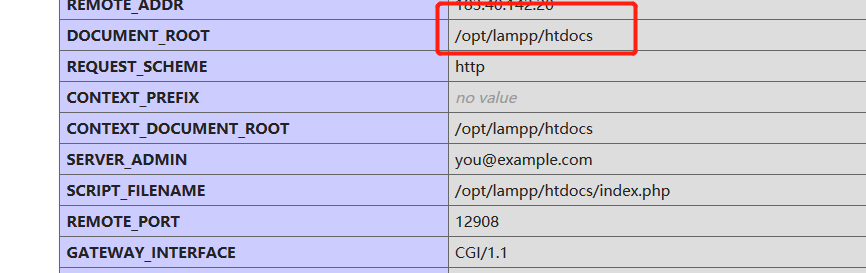 REMOTE_ADDR 183.40.142.20
DOCUMENT_ROOT /opt/lampp/htdocs
REQUEST_SCHEME http
CONTEXT_PREFIX no value
CONTEXT_DOCUMENT_ROOT /opt/lampp/htdocs
SERVER_ADMIN you@example.com
SCRIPT_FILENAME /opt/lampp/htdocs/index.php
REMOTE_PORT 12908
GATEWAY_INTERFACE CGI/1.1